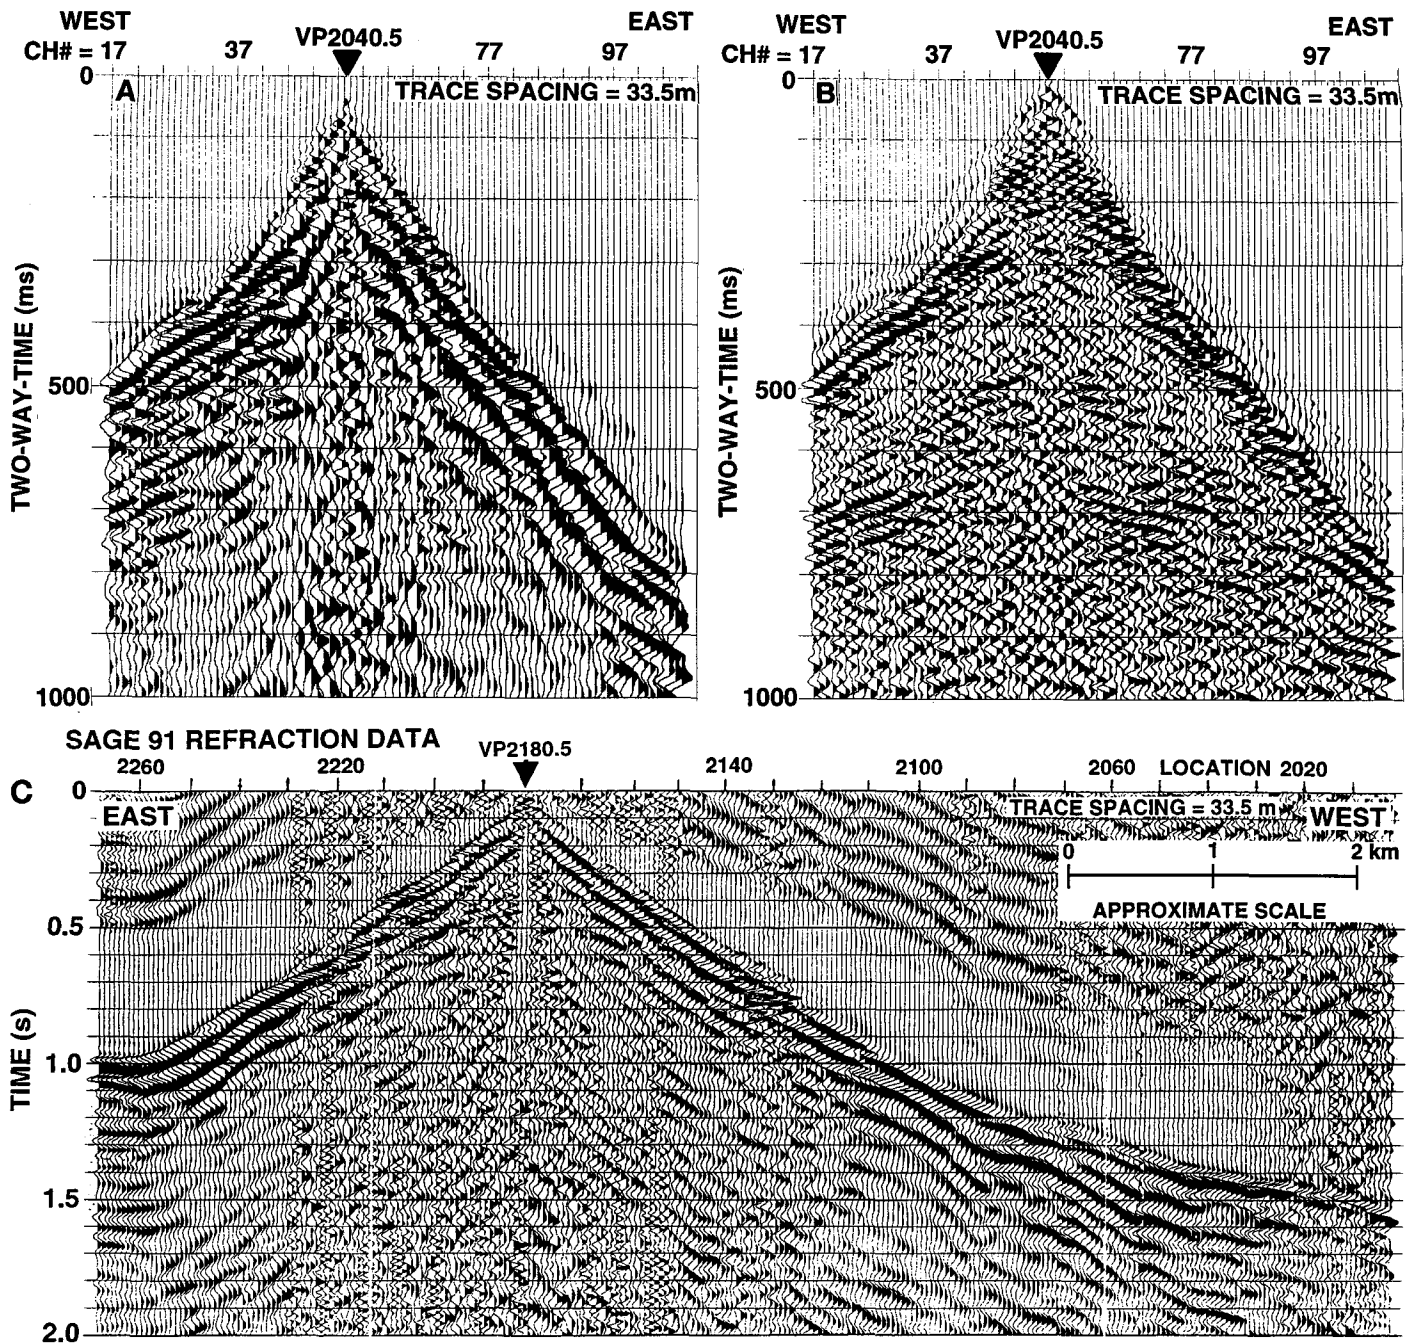 WEST
EAST
VP2040.5
CH# = 17 37 77 97
0
A
TRACE SPACING = 33.5m
TWO-WAY-TIME (ms)
500
1000
WEST
EAST
VP2040.5
CH# = 17 37 77 97
0
B
TRACE SPACING = 33.5m
TWO-WAY-TIME (ms)
500
1000
SAGE 91 REFRACTION DATA
VP2180.5
2260 2220 2140 2100 2060 LOCATION 2020
C
0
EAST
TRACE SPACING = 33.5 m
WEST
0 1 2 km
APPROXIMATE SCALE
TIME (s)
0.5
1.0
1.5
2.0